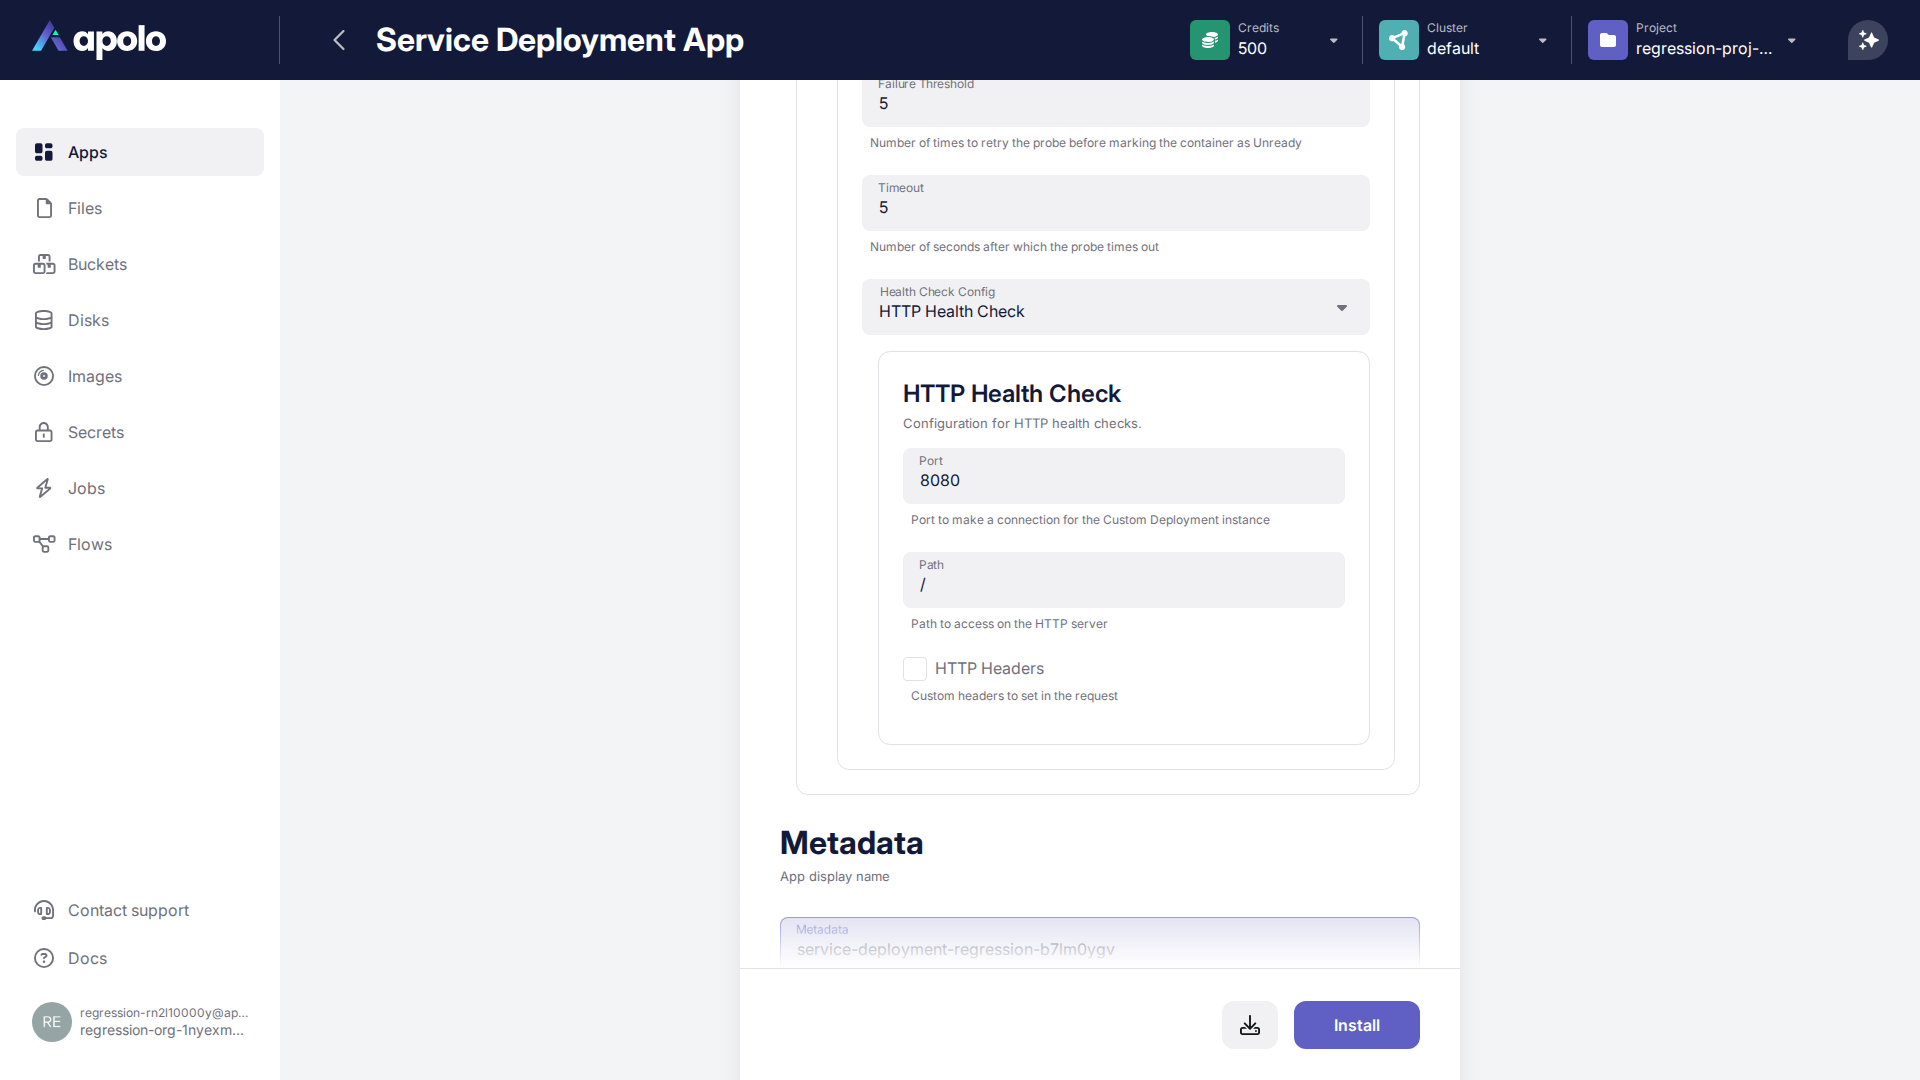 apolo
Service Deployment App
Credits
500
Cluster
default
Project
regression-proj-...
Apps
Files
Buckets
Disks
Images
Secrets
Jobs
Flows
Contact support
Docs
RE
regression-rn2l10000y@ap...
regression-org-1nyexm...
Failure Threshold
5
Number of times to retry the probe before marking the container as Unready
Timeout
5
Number of seconds after which the probe times out
Health Check Config
HTTP Health Check
HTTP Health Check
Configuration for HTTP health checks.
Port
8080
Port to make a connection for the Custom Deployment instance
Path
/
Path to access on the HTTP server
HTTP Headers
Custom headers to set in the request
Metadata
App display name
Metadata
service-deployment-regression-b7lm0ygv
Install